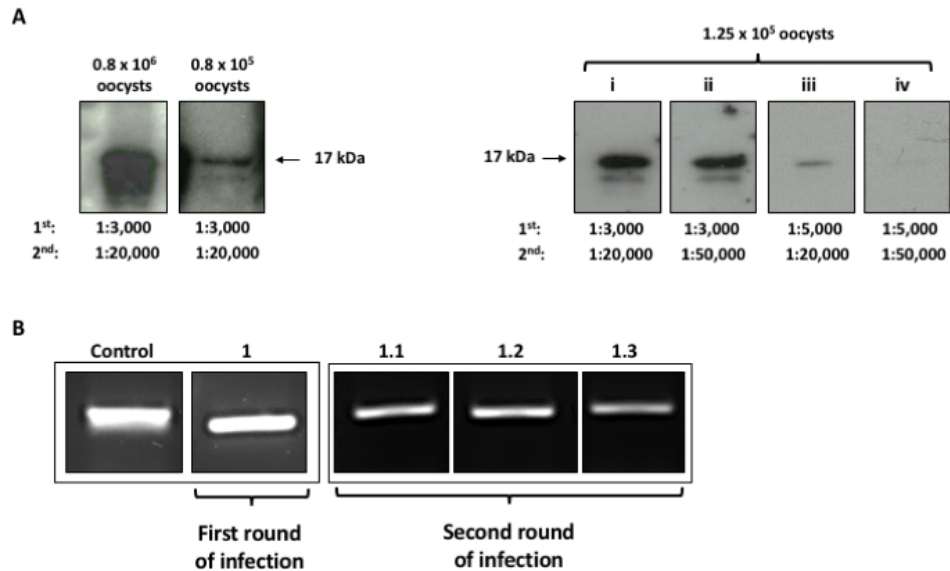 A
1.25 x 10⁵ oocysts
0.8 x 10⁶ oocysts
0.8 x 10⁵ oocysts
i ii iii iv
← 17 kDa
17 kDa →
1st: 1:3,000 1:3,000
2nd: 1:20,000 1:20,000
1st: 1:3,000 1:3,000 1:5,000 1:5,000
2nd: 1:20,000 1:50,000 1:20,000 1:50,000
B
Control 1 1.1 1.2 1.3
First round
of infection
Second round
of infection